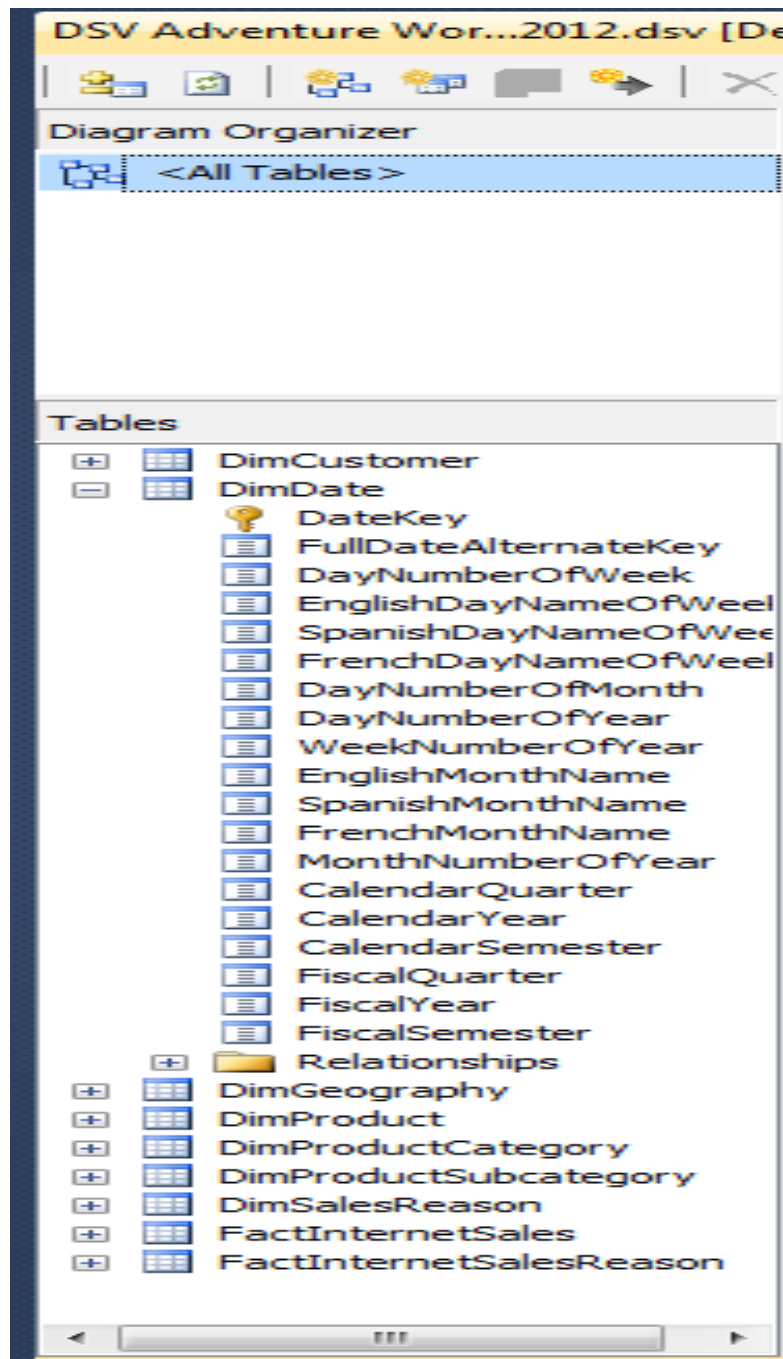 DSV Adventure Wor...2012.dsv [De
Diagram Organizer
<All Tables>
Tables
DimCustomer
DimDate
DateKey
FullDateAlternateKey
DayNumberOfWeek
EnglishDayNameOfWeel
SpanishDayNameOfWee
FrenchDayNameOfWeel
DayNumberOfMonth
DayNumberOfYear
WeekNumberOfYear
EnglishMonthName
SpanishMonthName
FrenchMonthName
MonthNumberOfYear
CalendarQuarter
CalendarYear
CalendarSemester
FiscalQuarter
FiscalYear
FiscalSemester
Relationships
DimGeography
DimProduct
DimProductCategory
DimProductSubcategory
DimSalesReason
FactInternetSales
FactInternetSalesReason